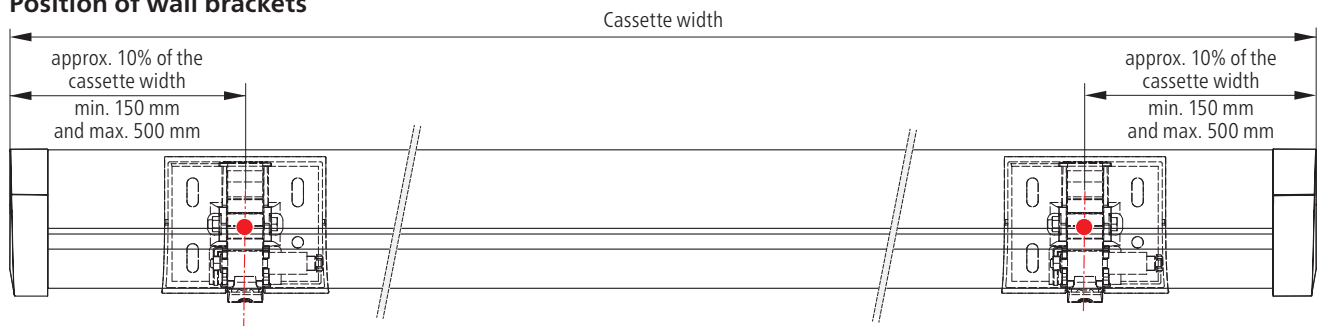 Position of wall brackets
Cassette width
approx. 10% of the
cassette width
min. 150 mm
and max. 500 mm
approx. 10% of the
cassette width
min. 150 mm
and max. 500 mm